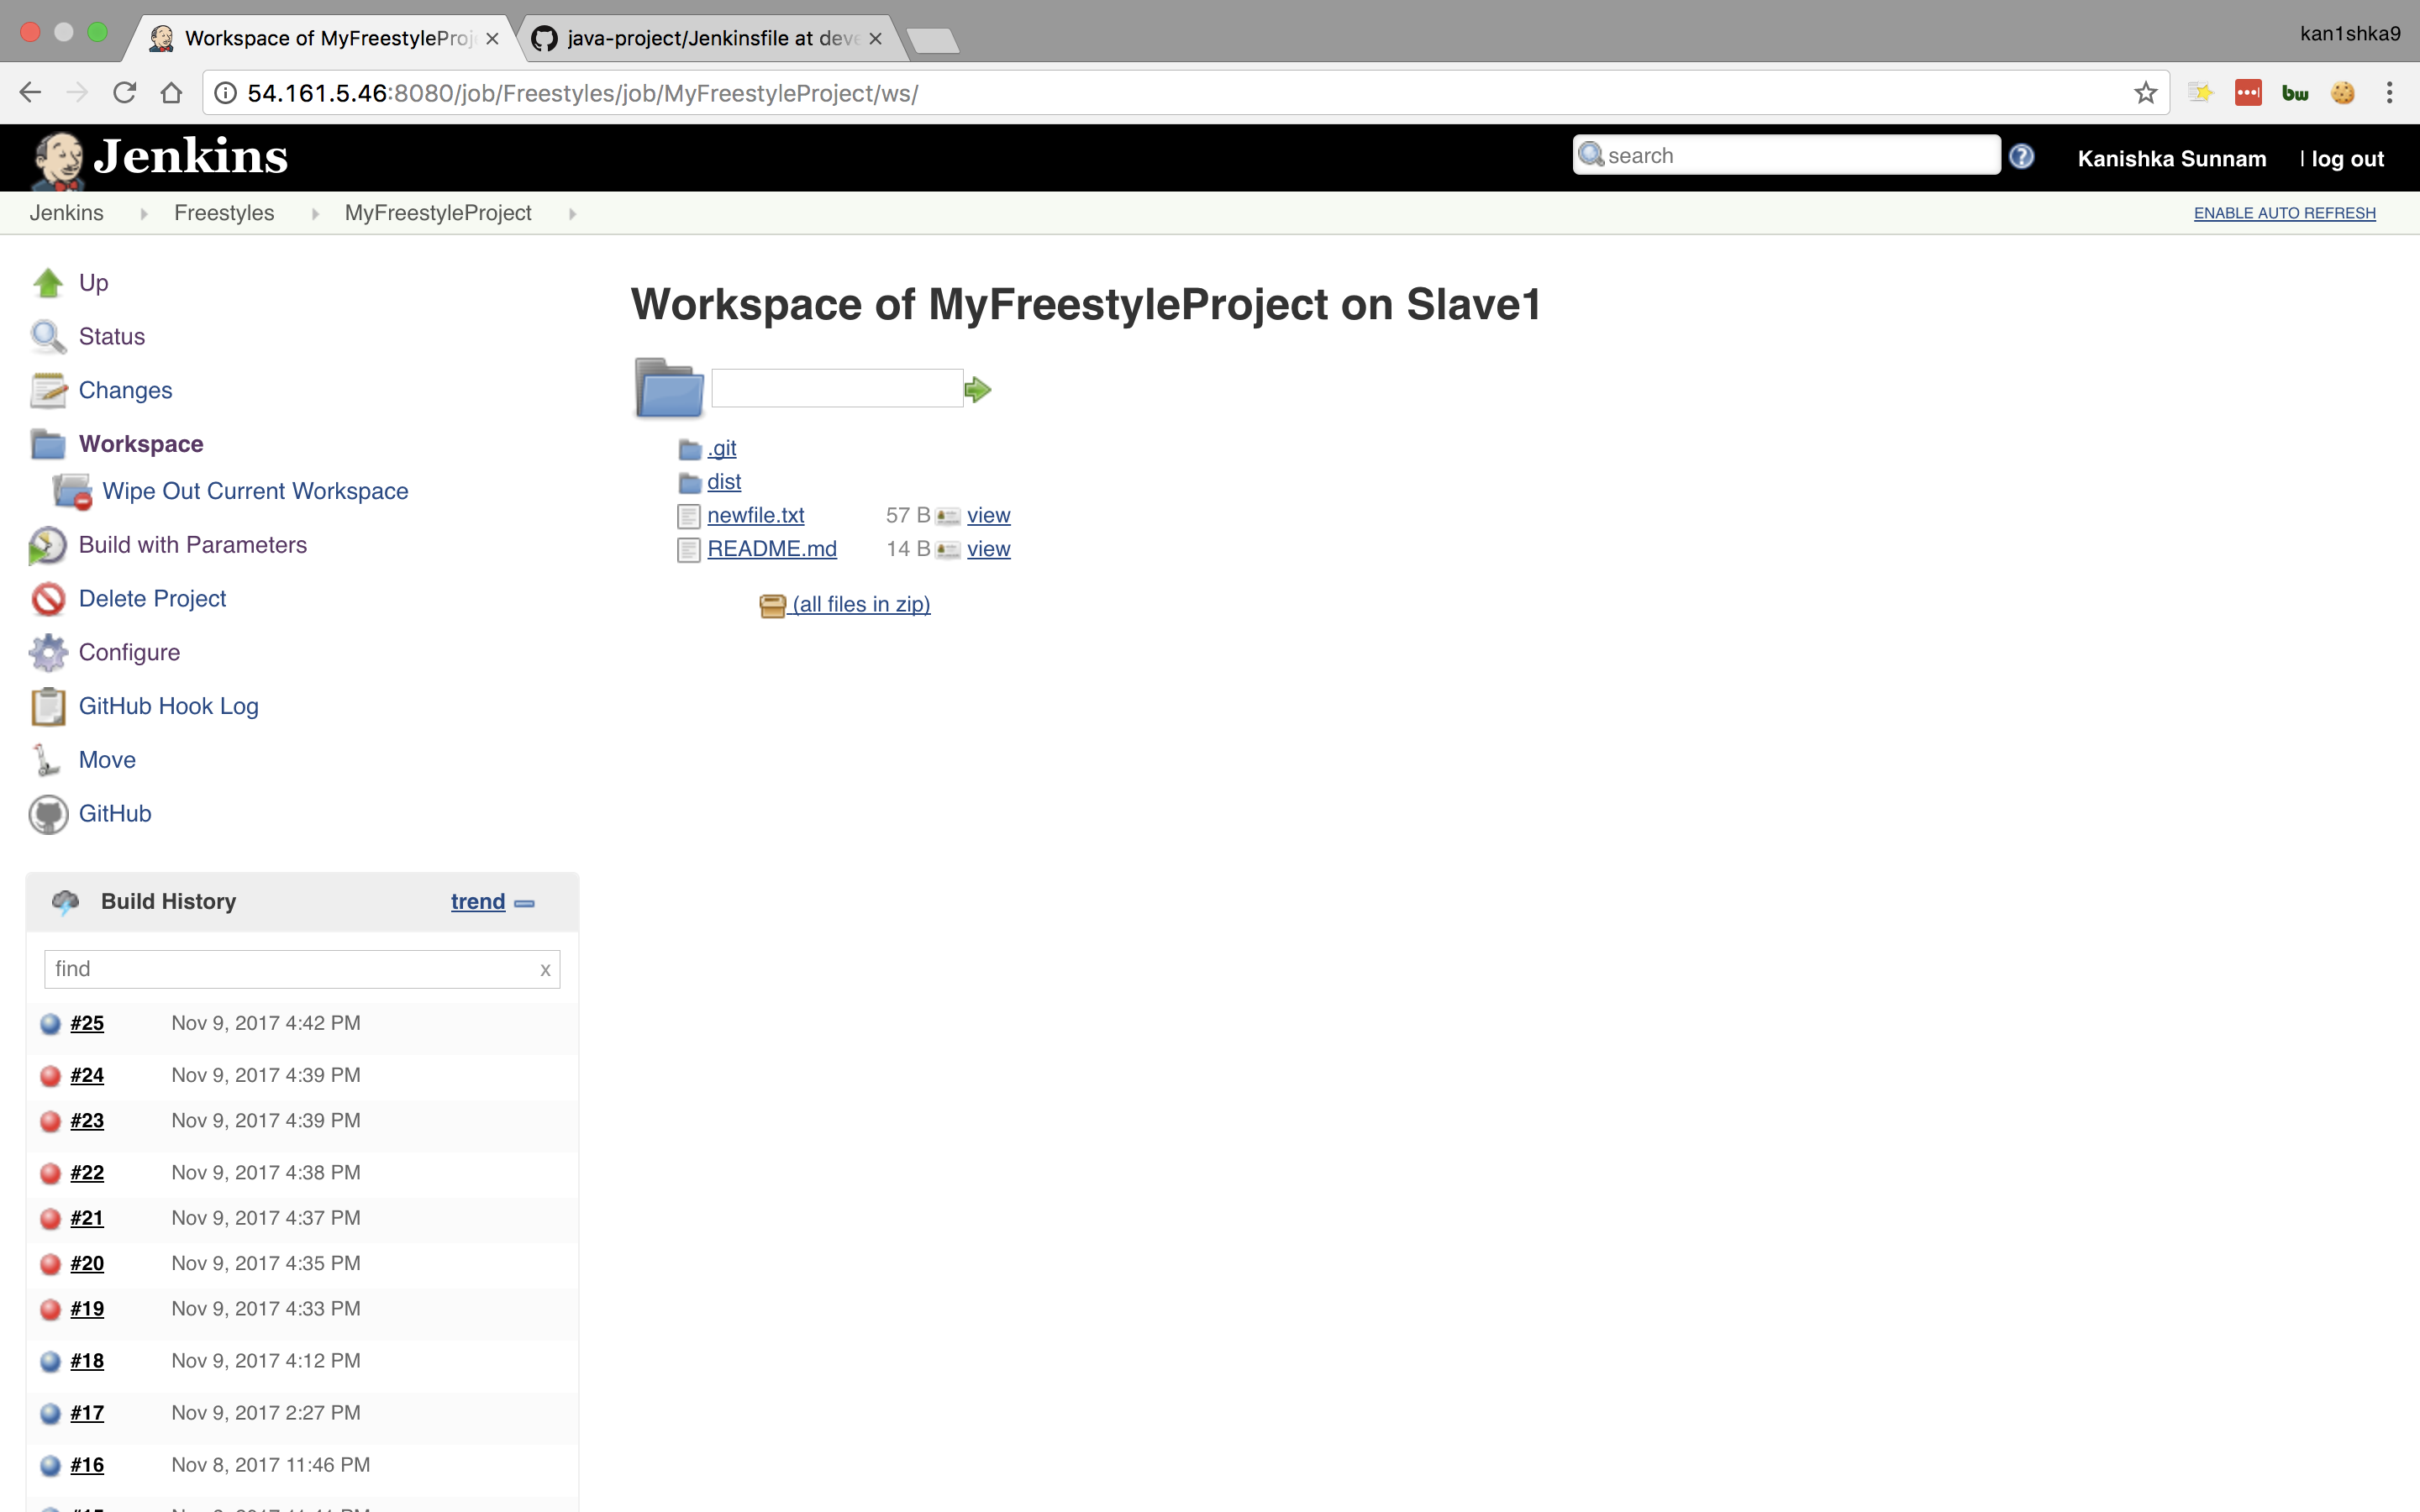 Workspace of MyFreestyleProj
java-project/Jenkinsfile at deve
kan1shka9
54.161.5.46:8080/job/Freestyles/job/MyFreestyleProject/ws/
bw
Jenkins
search
Kanishka Sunnam
| log out
Jenkins
Freestyles
MyFreestyleProject
ENABLE AUTO REFRESH
Up
Status
Changes
Workspace
Wipe Out Current Workspace
Build with Parameters
Delete Project
Configure
GitHub Hook Log
Move
GitHub
Workspace of MyFreestyleProject on Slave1
.git
dist
newfile.txt 57 B view
README.md 14 B view
(all files in zip)
Build History trend
find x
#25 Nov 9, 2017 4:42 PM
#24 Nov 9, 2017 4:39 PM
#23 Nov 9, 2017 4:39 PM
#22 Nov 9, 2017 4:38 PM
#21 Nov 9, 2017 4:37 PM
#20 Nov 9, 2017 4:35 PM
#19 Nov 9, 2017 4:33 PM
#18 Nov 9, 2017 4:12 PM
#17 Nov 9, 2017 2:27 PM
#16 Nov 8, 2017 11:46 PM